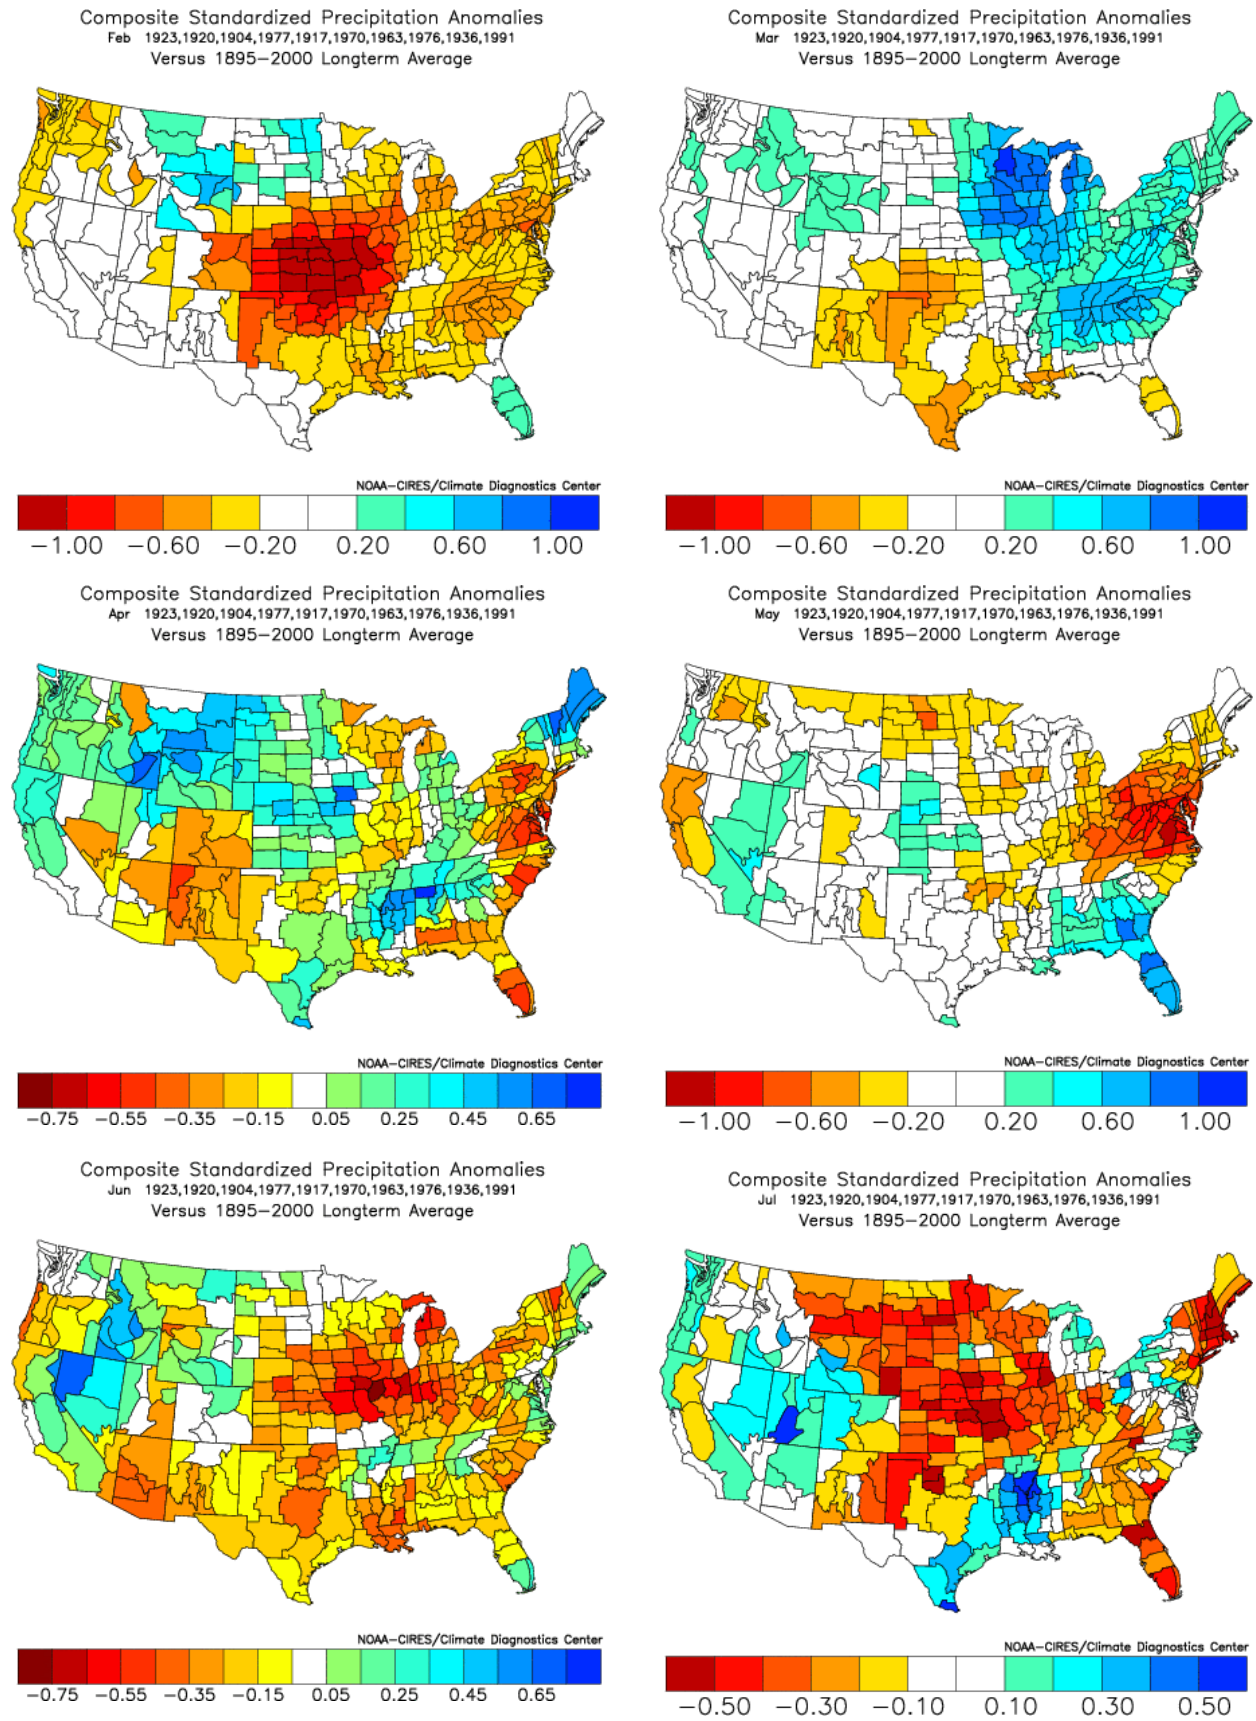 Composite Standardized Precipitation Anomalies
Feb 1923,1920,1904,1977,1917,1970,1963,1976,1936,1991
Versus 1895-2000 Longterm Average
NOAA-CIRES/Climate Diagnostics Center
-1.00 -0.60 -0.20 0.20 0.60 1.00
Composite Standardized Precipitation Anomalies
Mar 1923,1920,1904,1977,1917,1970,1963,1976,1936,1991
Versus 1895-2000 Longterm Average
NOAA-CIRES/Climate Diagnostics Center
-1.00 -0.60 -0.20 0.20 0.60 1.00
Composite Standardized Precipitation Anomalies
Apr 1923,1920,1904,1977,1917,1970,1963,1976,1936,1991
Versus 1895-2000 Longterm Average
NOAA-CIRES/Climate Diagnostics Center
-0.75 -0.55 -0.35 -0.15 0.05 0.25 0.45 0.65
Composite Standardized Precipitation Anomalies
May 1923,1920,1904,1977,1917,1970,1963,1976,1936,1991
Versus 1895-2000 Longterm Average
NOAA-CIRES/Climate Diagnostics Center
-1.00 -0.60 -0.20 0.20 0.60 1.00
Composite Standardized Precipitation Anomalies
Jun 1923,1920,1904,1977,1917,1970,1963,1976,1936,1991
Versus 1895-2000 Longterm Average
NOAA-CIRES/Climate Diagnostics Center
-0.75 -0.55 -0.35 -0.15 0.05 0.25 0.45 0.65
Composite Standardized Precipitation Anomalies
Jul 1923,1920,1904,1977,1917,1970,1963,1976,1936,1991
Versus 1895-2000 Longterm Average
NOAA-CIRES/Climate Diagnostics Center
-0.50 -0.30 -0.10 0.10 0.30 0.50